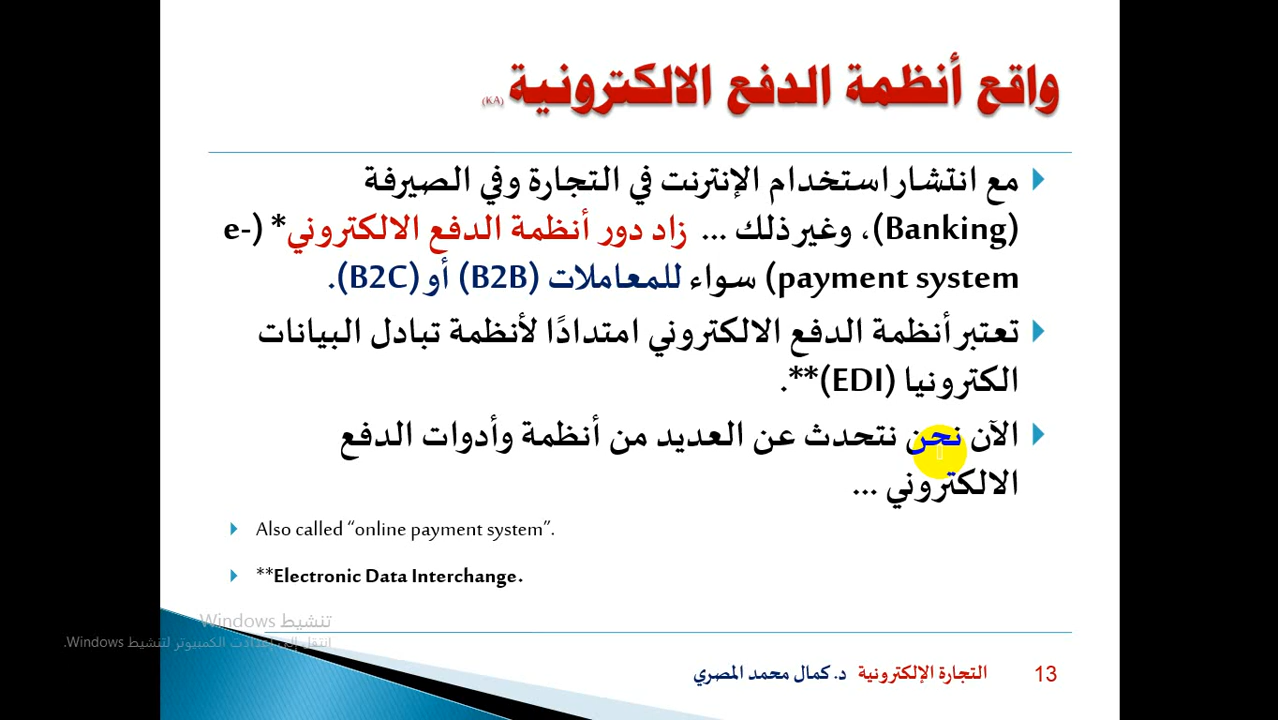 واقع أنظمة الدفع الالكترونية (KA)
مع انتشار استخدام الإنترنت في التجارة وفي الصيرفة
(Banking)، وغير ذلك ... زاد دور أنظمة الدفع الالكتروني* (e-
payment system) سواء للمعاملات (B2B) أو (B2C).
تعتبر أنظمة الدفع الالكتروني امتدادًا لأنظمة تبادل البيانات
الكترونيا (EDI)**.
الآن نحن نتحدث عن العديد من أنظمة وأدوات الدفع
الالكتروني ...
Also called “online payment system”.
**Electronic Data Interchange.
تنشيط Windows
انتقل إلى إعدادات الكمبيوتر لتنشيط Windows.
التجارة الإلكترونية د. كمال محمد المصري
13